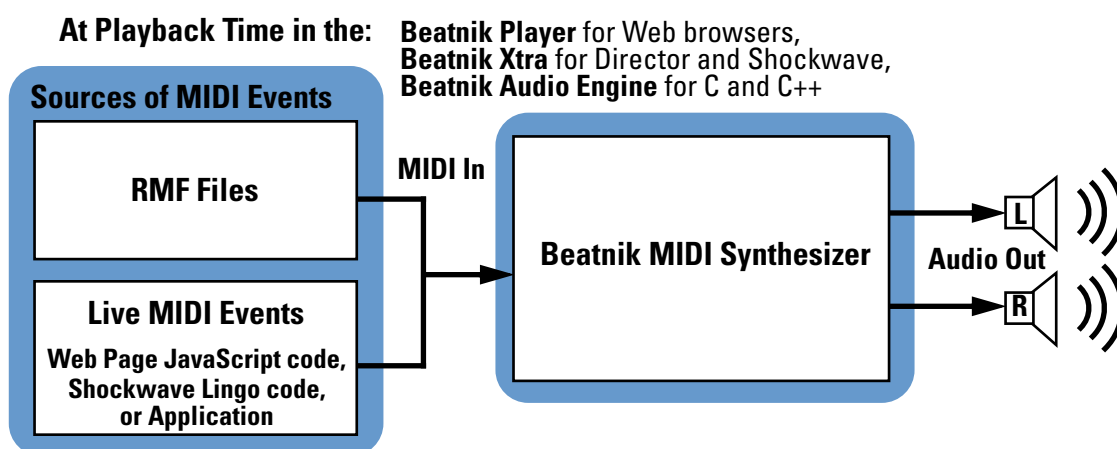 At Playback Time in the:
Beatnik Player for Web browsers,
Beatnik Xtra for Director and Shockwave,
Beatnik Audio Engine for C and C++
Sources of MIDI Events
RMF Files
Live MIDI Events
Web Page JavaScript code,
Shockwave Lingo code,
or Application
MIDI In
Beatnik MIDI Synthesizer
L
Audio Out
R